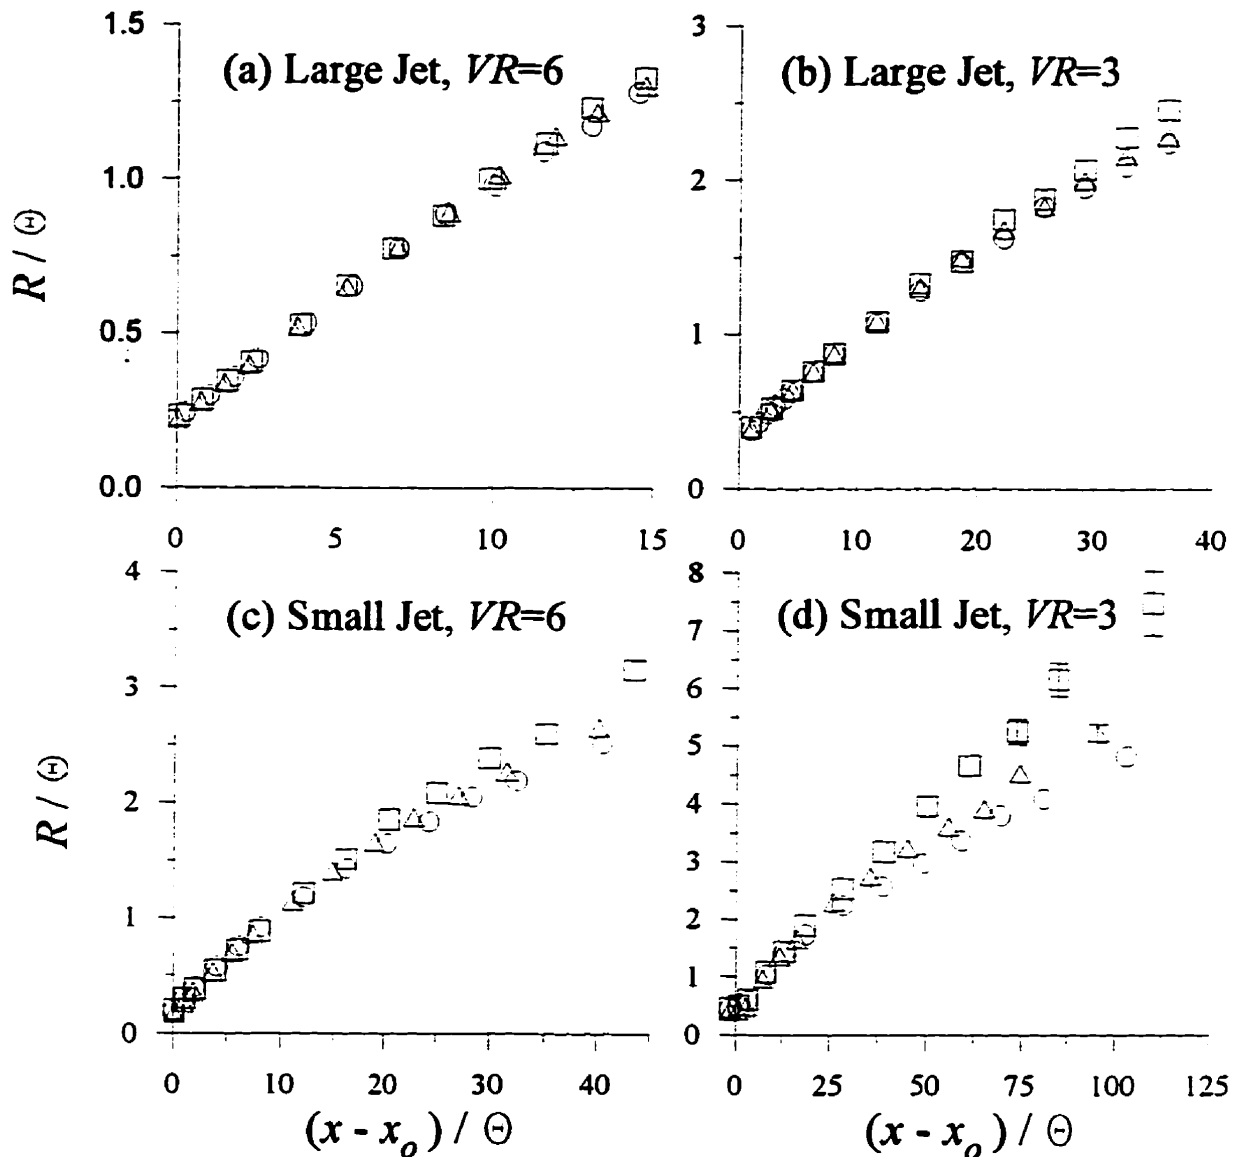 1.5
(a) Large Jet, VR=6
1.0
R / Θ
0.5
0.0
0 5 10 15
3
(b) Large Jet, VR=3
2
1
0
0 10 20 30 40
4
(c) Small Jet, VR=6
3
R / Θ
2
1
0
0 10 20 30 40
(x - xₒ) / Θ
8
(d) Small Jet, VR=3
7
6
5
4
3
2
1
0
0 25 50 75 100 125
(x - xₒ) / Θ